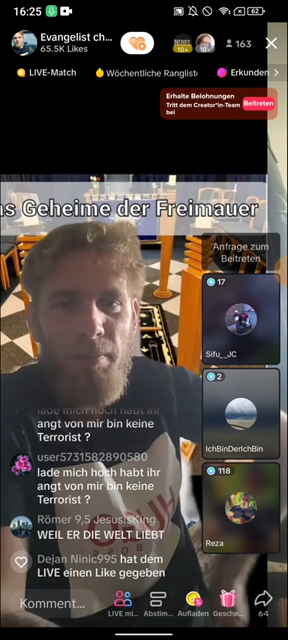 16:25
62
Evangelist ch...
65.5K Likes
10+
10+
163
LIVE-Match
Wöchentliche Rangliste
Erkunden
Erhalte Belohnungen
Tritt dem Creator*in-Team
bei
Beitreten
as Geheime der Freimauer
Anfrage zum
Beitreten
17
Sifu__JC
2
IchBinDerIchBin
118
Reza
lade mich hoch habt ihr
angt von mir bin keine
Terrorist ?
user5731582890580
lade mich hoch habt ihr
angt von mir bin keine
Terrorist ?
Römer 9,5 JesusIsKing
WEIL ER DIE WELT LIEBT
Dejan Ninic995 hat dem
LIVE einen Like gegeben
Komment...
LIVE mi...
Abstim...
Aufladen
Gesche...
64